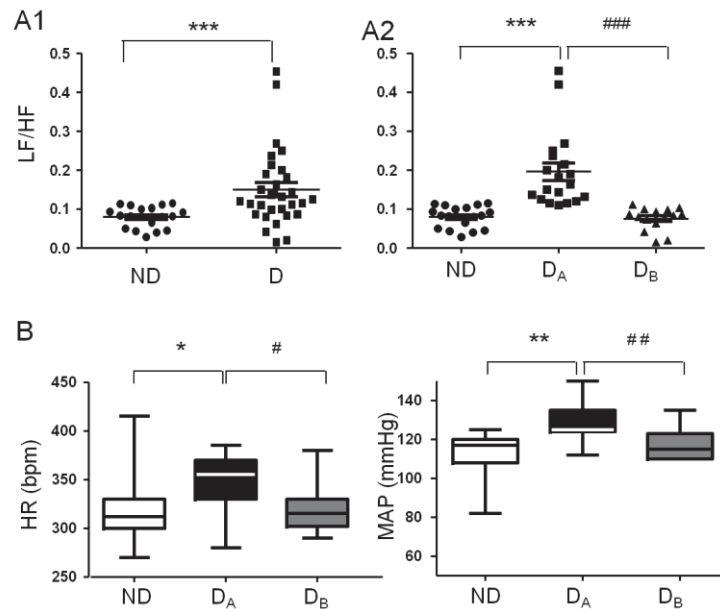 A1
A2
***
***
###
0.5
0.4
0.3
0.2
0.1
0.0
LF/HF
ND
D
0.5
0.4
0.3
0.2
0.1
0.0
ND
DA
DB
B
*
#
450
400
350
300
250
HR (bpm)
ND
DA
DB
**
##
140
120
100
80
60
MAP (mmHg)
ND
DA
DB